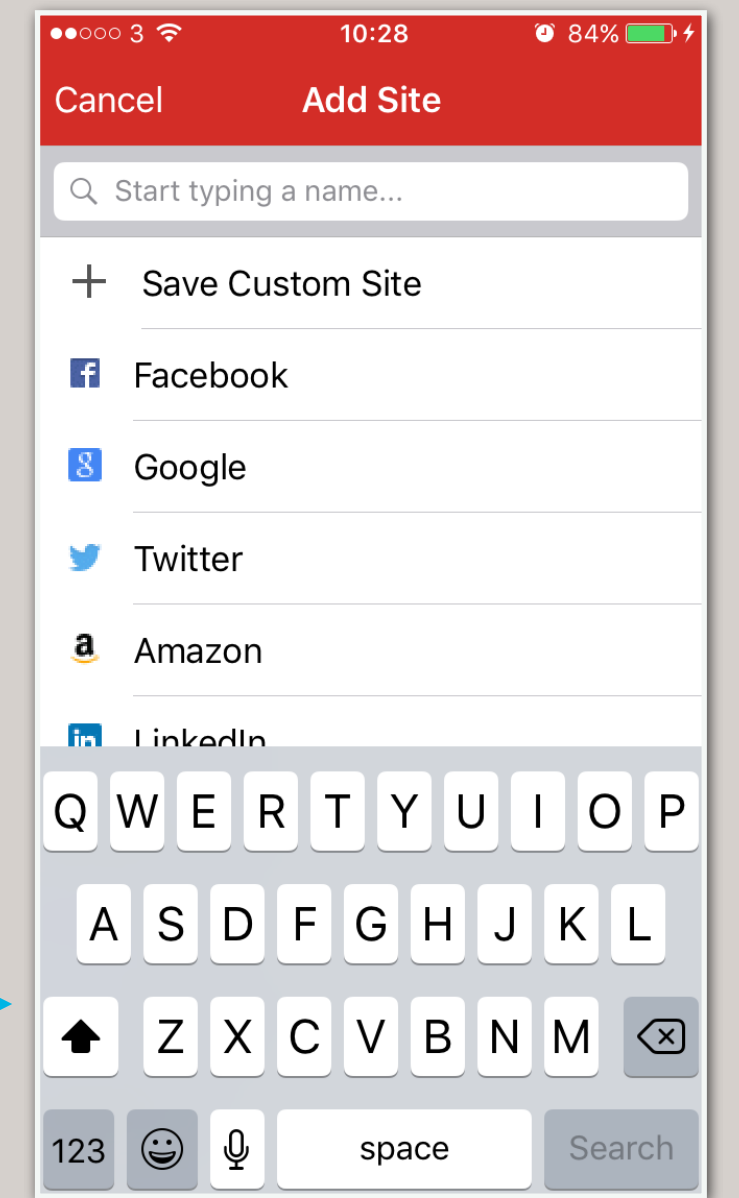 3 10:28 84%
Cancel Add Site
Start typing a name...
Save Custom Site
Facebook
Google
Twitter
Amazon
LinkedIn
Q W E R T Y U I O P
A S D F G H J K L
Z X C V B N M
123 space Search